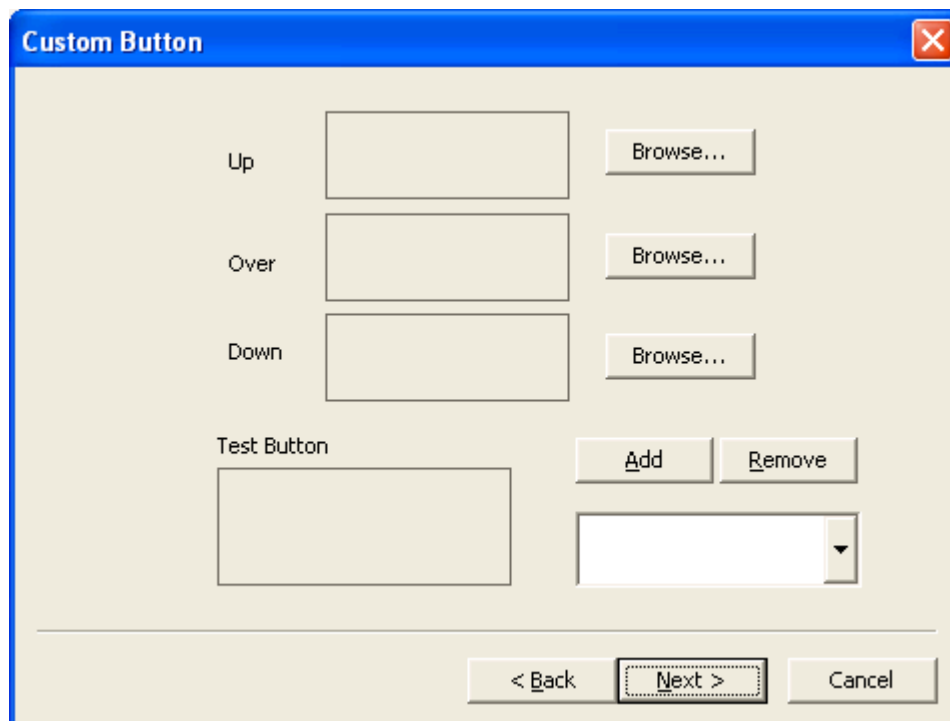 Custom Button
Up
Browse...
Over
Browse...
Down
Browse...
Test Button
Add
Remove
< Back
Next >
Cancel